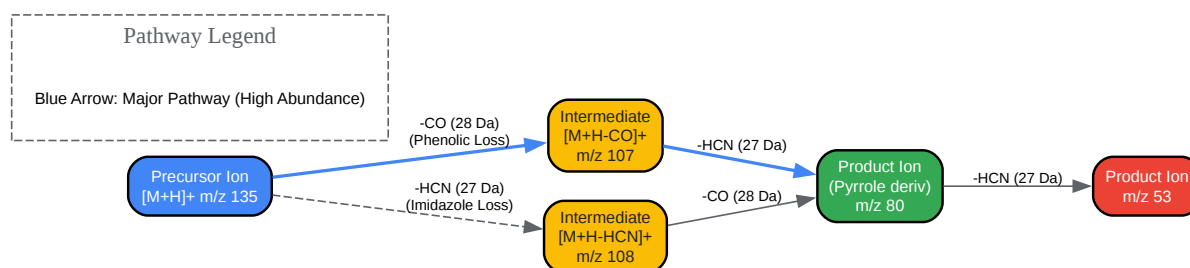 Pathway Legend
Blue Arrow: Major Pathway (High Abundance)
Precursor Ion
[M+H]+ m/z 135
-CO (28 Da)
(Phenolic Loss)
-HCN (27 Da)
(Imidazole Loss)
Intermediate
[M+H-CO]+
m/z 107
Intermediate
[M+H-HCN]+
m/z 108
-HCN (27 Da)
-CO (28 Da)
Product Ion
(Pyrrole deriv)
m/z 80
-HCN (27 Da)
Product Ion
m/z 53